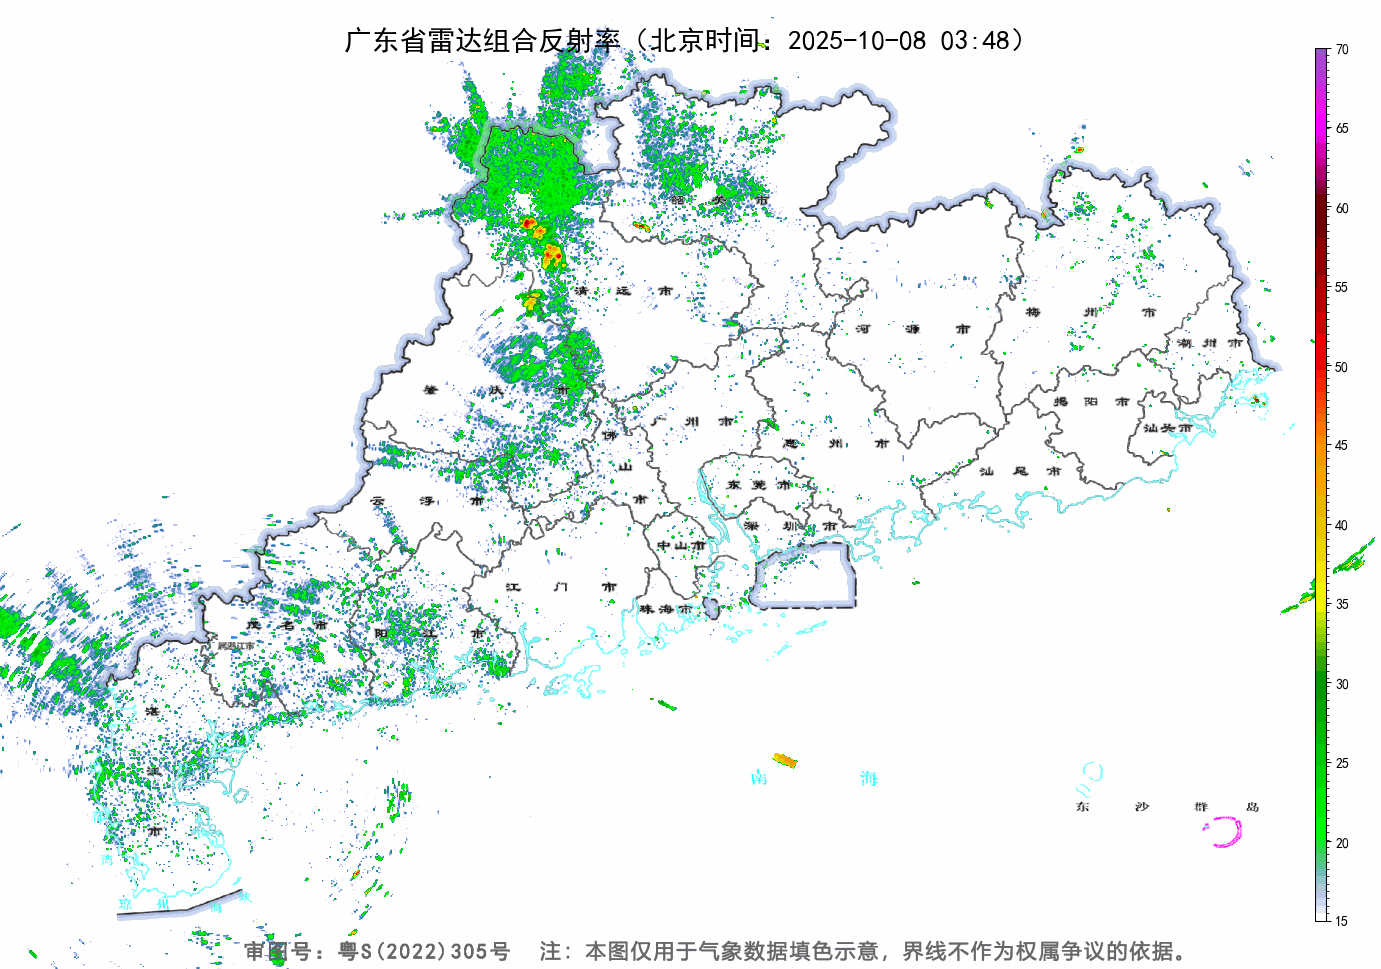 广东省雷达组合反射率（北京时间：2025-10-08 03:48）
70
65
60
55
50
45
40
35
30
25
20
15
韶关市
清远市
河源市
梅州市
潮州市
肇庆市
广州市
惠州市
揭阳市
汕头市
佛山市
东莞市
汕尾市
云浮市
深圳市
中山市
江门市
珠海市
茂名市
阳江市
属湛江市
湛江市
南海
东沙群岛
湾
琼州海峡
审图号：粤S(2022)305号 注：本图仅用于气象数据填色示意，界线不作为权属争议的依据。